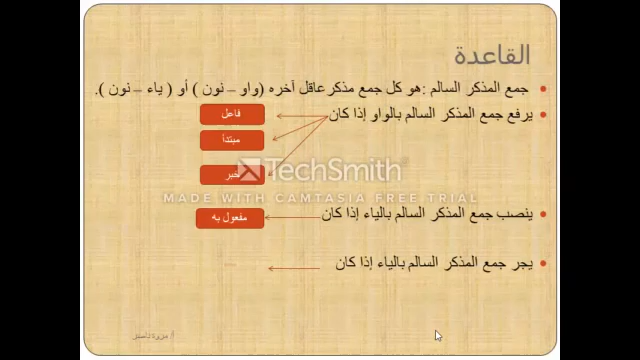 القاعدة
جمع المذكر السالم :هو كل جمع مذكر عاقل آخره (واو – نون ) أو ( ياء – نون ).
يرفع جمع المذكر السالم بالواو إذا كان
فاعل
مبتدأ
خبر
TechSmith
MADE WITH CAMTASIA FREE TRIAL
ينصب جمع المذكر السالم بالياء إذا كان
مفعول به
يجر جمع المذكر السالم بالياء إذا كان
أ/ مروة ناصر